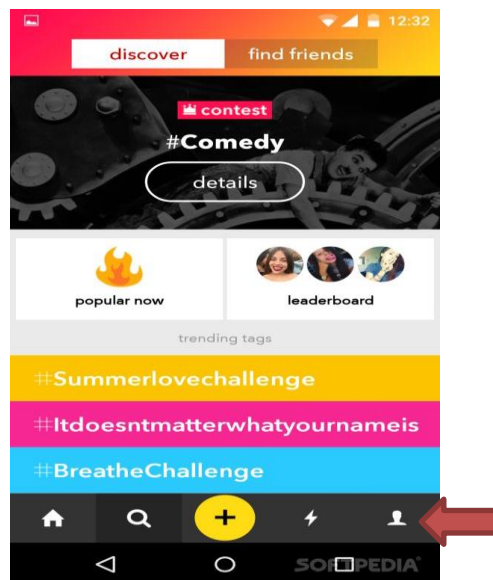 12:32
discover find friends
contest
#Comedy
details
popular now leaderboard
trending tags
#Summerlovechallenge
#Itdoesntmatterwhatyournameis
#BreatheChallenge
SOFTPEDIA